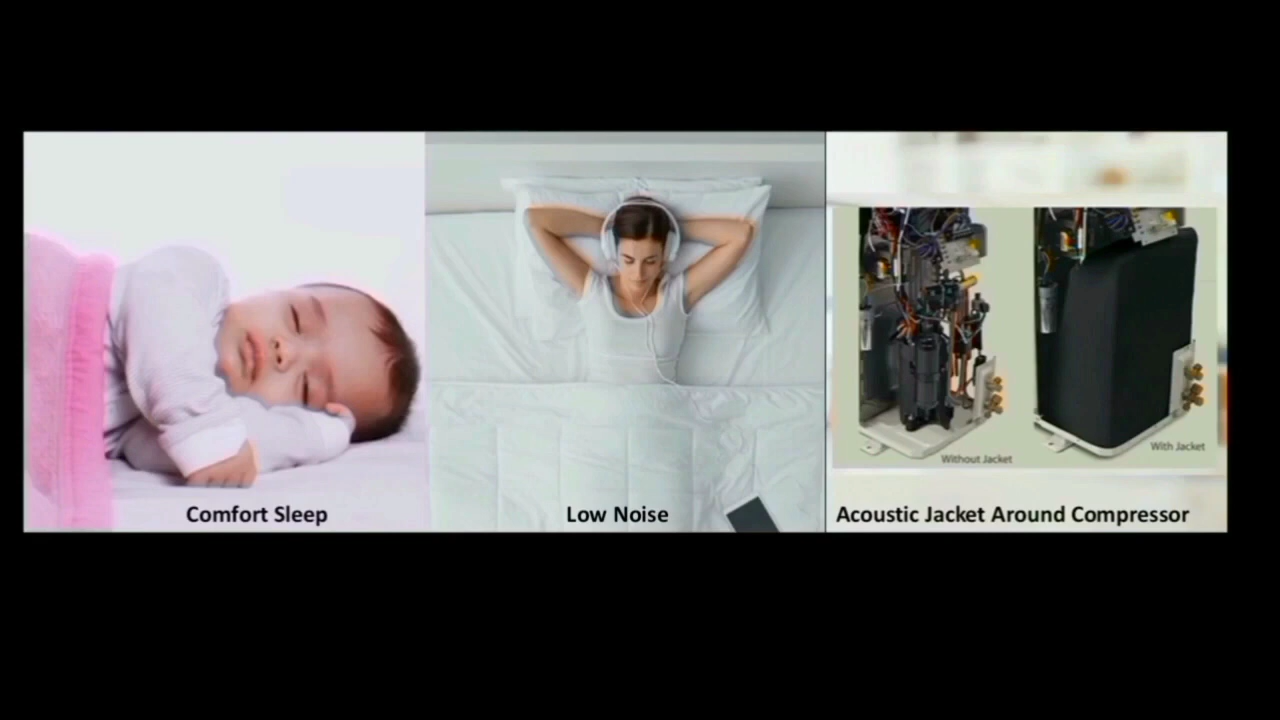 Without Jacket
With Jacket
Comfort Sleep
Low Noise
Acoustic Jacket Around Compressor